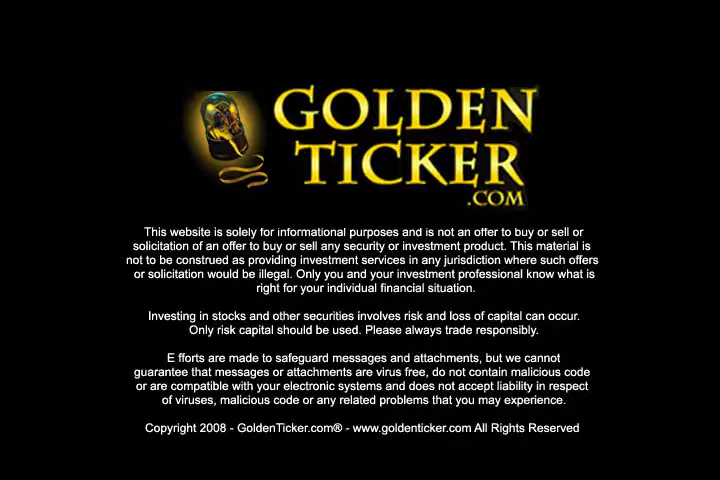 GOLDEN
TICKER
.COM
This website is solely for informational purposes and is not an offer to buy or sell or
solicitation of an offer to buy or sell any security or investment product. This material is
not to be construed as providing investment services in any jurisdiction where such offers
or solicitation would be illegal. Only you and your investment professional know what is
right for your individual financial situation.
Investing in stocks and other securities involves risk and loss of capital can occur.
Only risk capital should be used. Please always trade responsibly.
E fforts are made to safeguard messages and attachments, but we cannot
guarantee that messages or attachments are virus free, do not contain malicious code
or are compatible with your electronic systems and does not accept liability in respect
of viruses, malicious code or any related problems that you may experience.
Copyright 2008 - GoldenTicker.com® - www.goldenticker.com All Rights Reserved